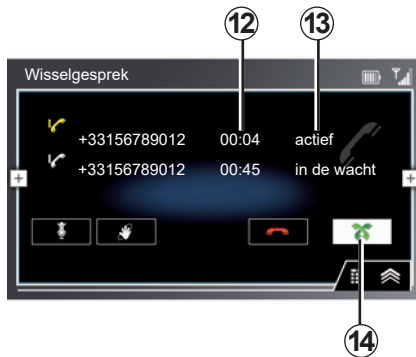 12 13
Wisselgesprek
+33156789012 00:04 actief
+33156789012 00:45 in de wacht
14